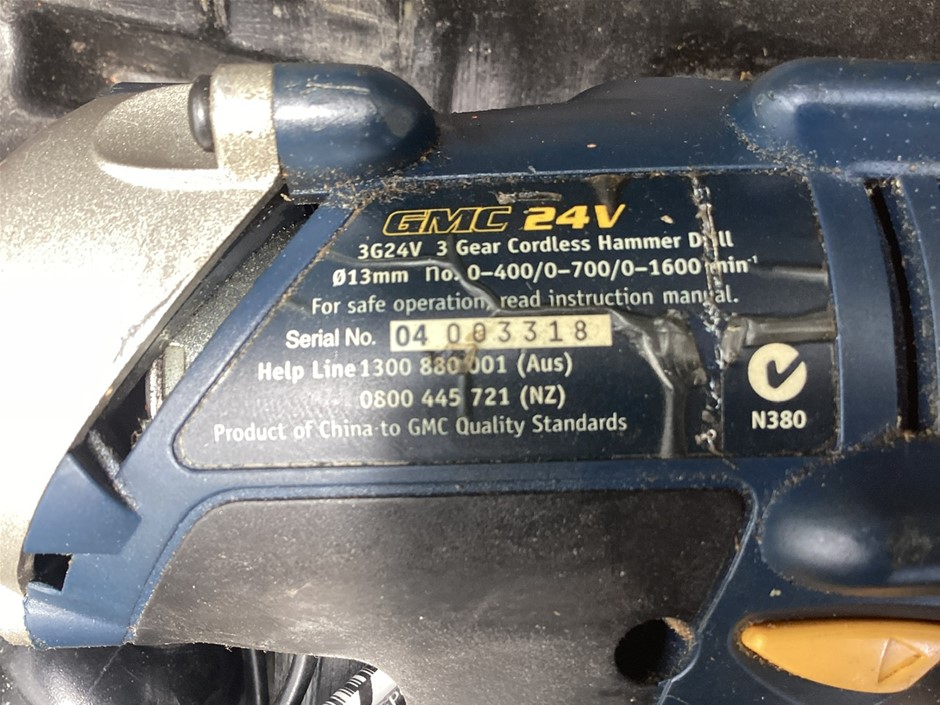 GMC 24V
3G24V 3 Gear Cordless Hammer Drill
Ø13mm no. 0-400/0-700/0-1600 min⁻¹
For safe operation, read instruction manual.
Serial No. 04 003318
Help Line 1300 880 001 (Aus)
0800 445 721 (NZ)
Product of China to GMC Quality Standards
N380